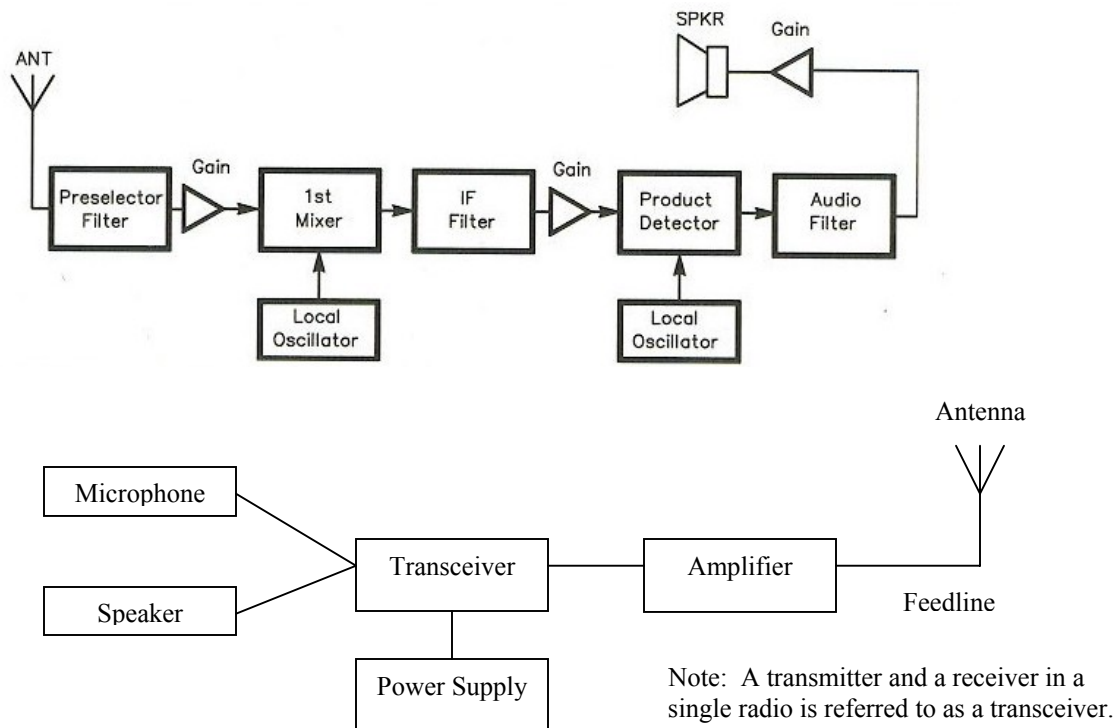 SPKR
Gain
ANT
Gain
Gain
Preselector
Filter
1st
Mixer
IF
Filter
Product
Detector
Audio
Filter
Local
Oscillator
Local
Oscillator
Antenna
Microphone
Transceiver
Amplifier
Speaker
Feedline
Power Supply
Note: A transmitter and a receiver in a
single radio is referred to as a transceiver.